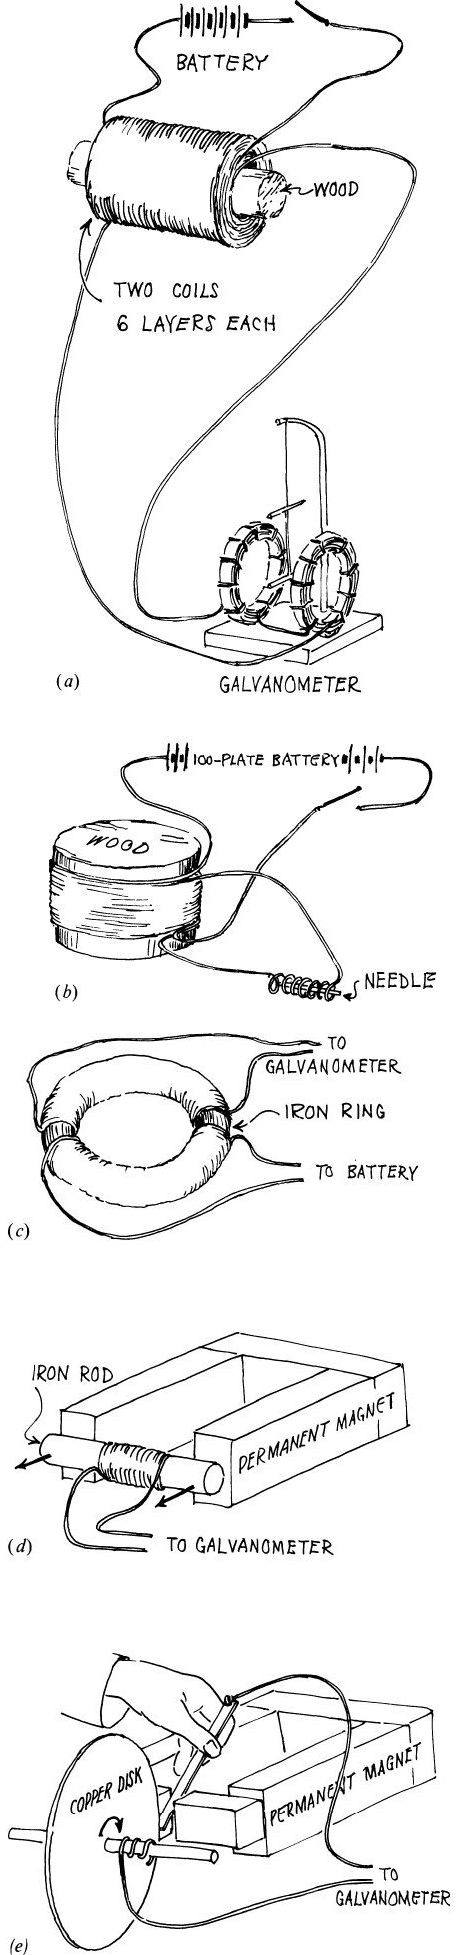 BATTERY
WOOD
TWO COILS
6 LAYERS EACH
(a)
GALVANOMETER
100-PLATE BATTERY
WOOD
(b)
NEEDLE
TO
GALVANOMETER
IRON RING
TO BATTERY
(c)
IRON ROD
PERMANENT MAGNET
(d)
TO GALVANOMETER
COPPER DISK
PERMANENT MAGNET
TO
GALVANOMETER
(e)